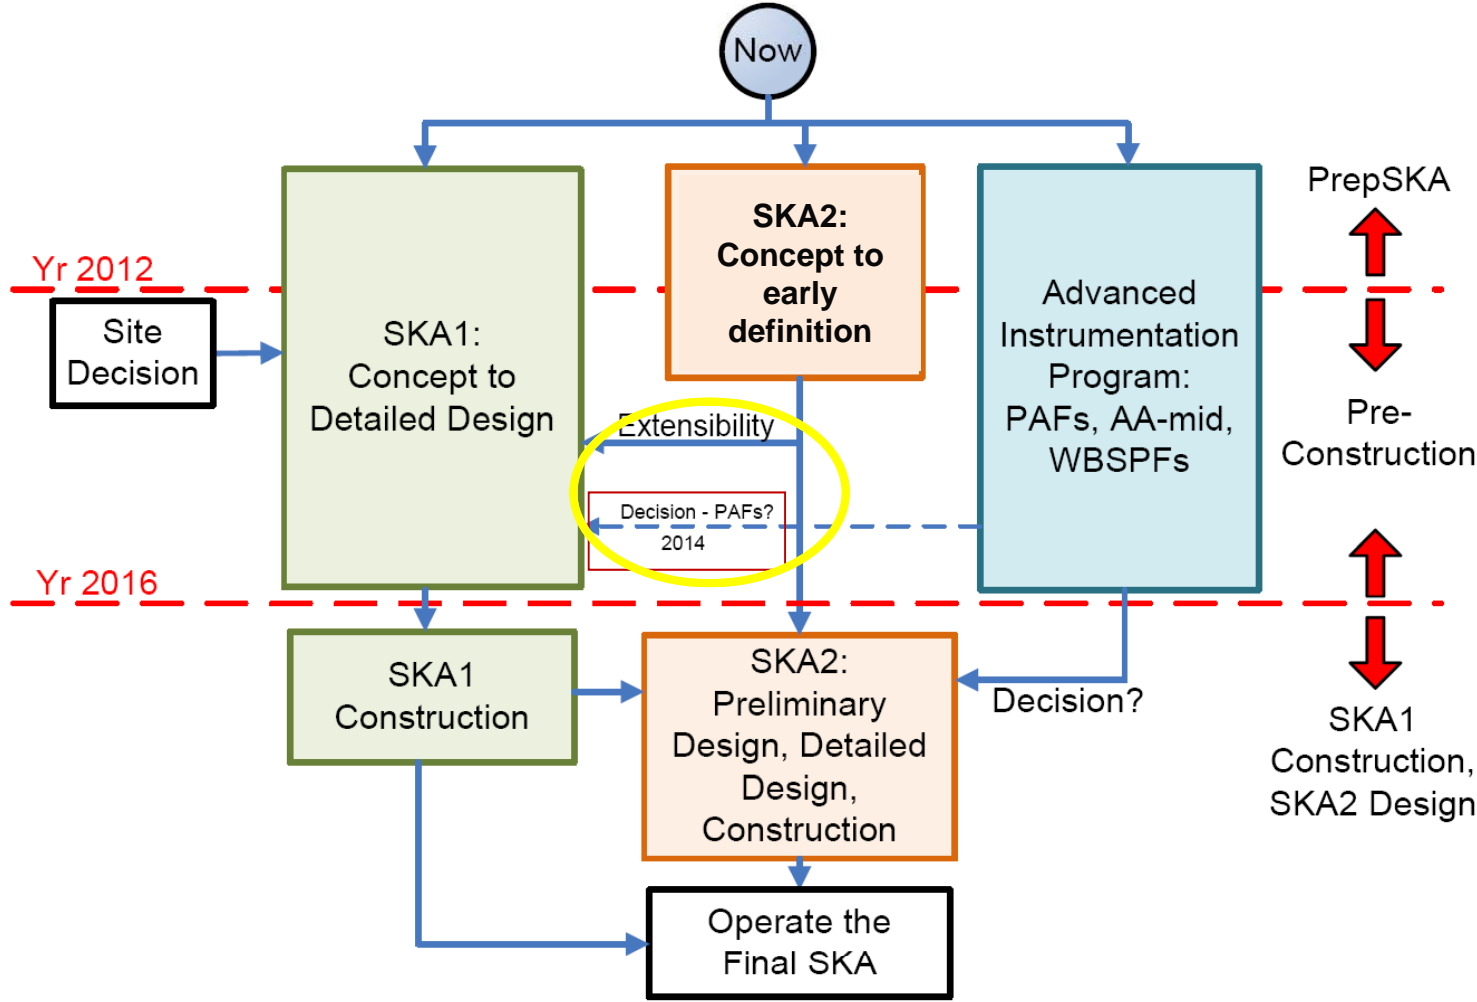 Now
PrepSKA
Yr 2012
Site
Decision
SKA1:
Concept to
Detailed Design
SKA2:
Concept to
early
definition
Advanced
Instrumentation
Program:
PAFs, AA-mid,
WBSPFs
Pre-
Construction
Extensibility
Decision - PAFs?
2014
Yr 2016
SKA1
Construction
SKA2:
Preliminary
Design, Detailed
Design,
Construction
Decision?
SKA1
Construction,
SKA2 Design
Operate the
Final SKA